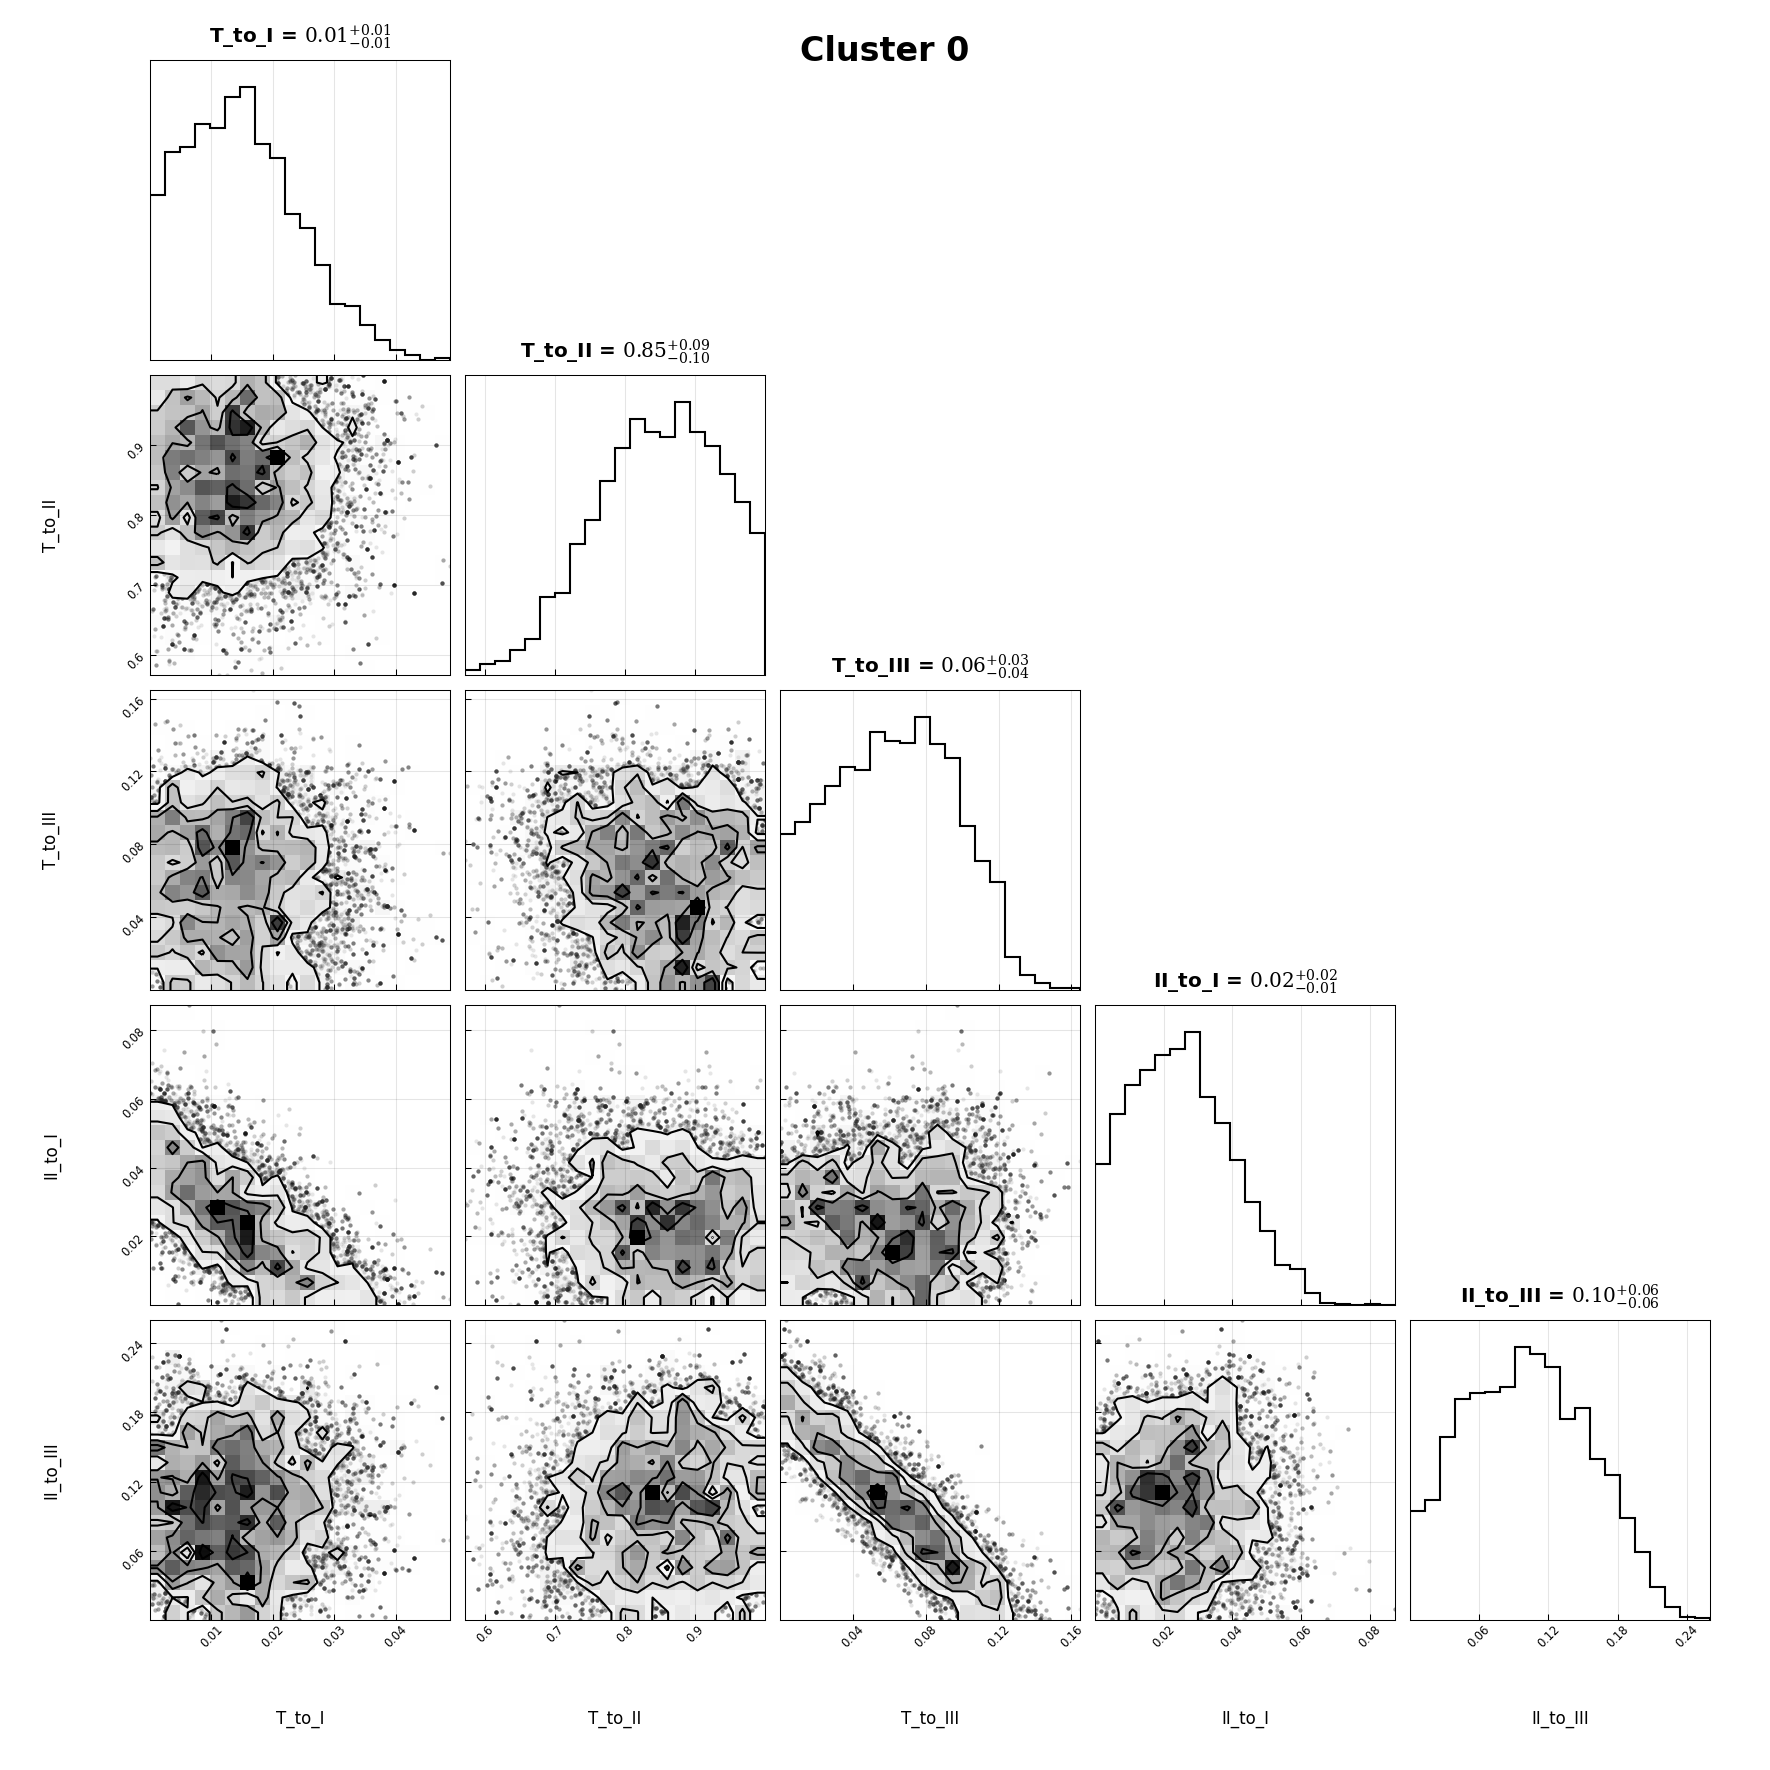 Cluster 0
T_to_I = 0.01+0.01 −0.01
T_to_II = 0.85+0.09 −0.10
T_to_III = 0.06+0.03 −0.04
II_to_I = 0.02+0.02 −0.01
II_to_III = 0.10+0.06 −0.06
T_to_II
0.9
0.8
0.7
0.6
T_to_III
0.16
0.12
0.08
0.04
II_to_I
0.08
0.06
0.04
0.02
II_to_III
0.24
0.18
0.12
0.06
0.01 0.02 0.03 0.04
0.6 0.7 0.8 0.9
0.04 0.08 0.12 0.16
0.02 0.04 0.06 0.08
0.06 0.12 0.18 0.24
T_to_I T_to_II T_to_III II_to_I II_to_III